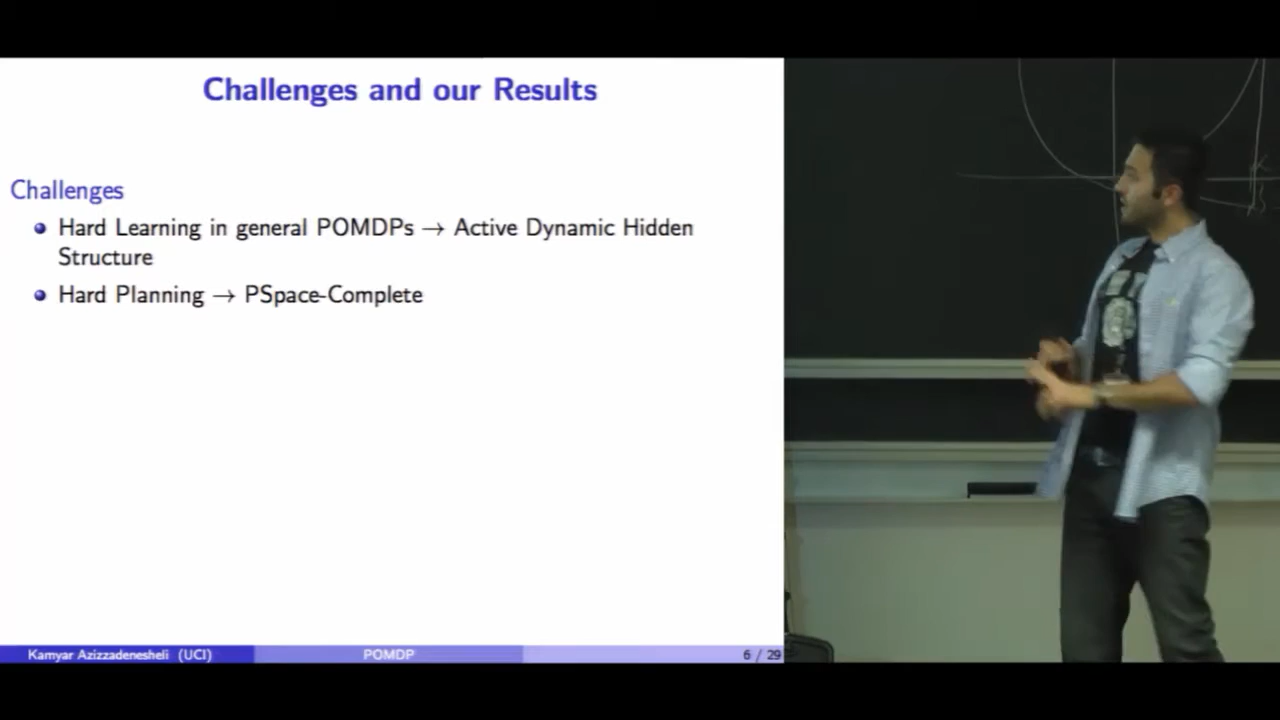 Challenges and our Results
Challenges
Hard Learning in general POMDPs → Active Dynamic Hidden
Structure
Hard Planning → PSpace-Complete
Kamyar Azizzadenesheli (UCI) POMDP 6 / 29